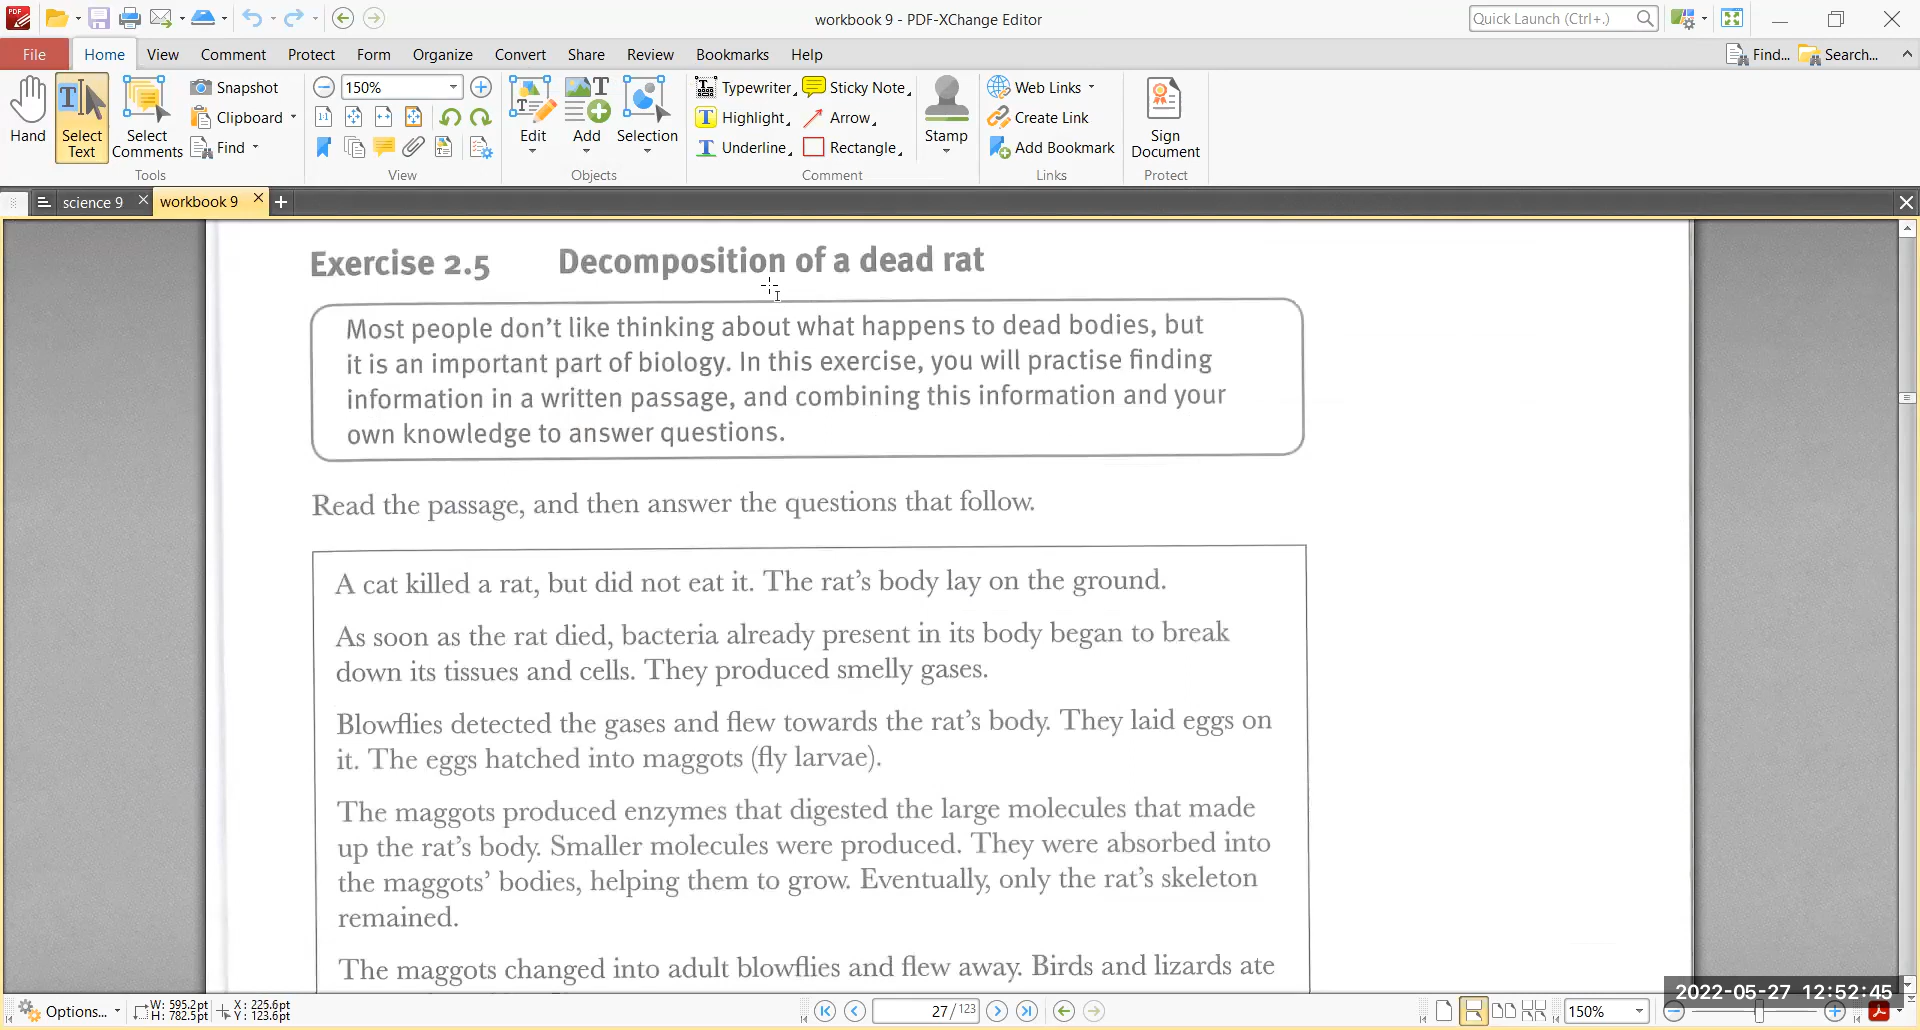 workbook 9 - PDF-XChange Editor
Quick Launch (Ctrl+.)
File Home View Comment Protect Form Organize Convert Share Review Bookmarks Help Find... Search...
Hand
Select Text
Select Comments
Snapshot
Clipboard
Find
Tools
150%
View
Edit
Add
Selection
Objects
Typewriter
Sticky Note
Highlight
Arrow
Underline
Rectangle
Stamp
Comment
Web Links
Create Link
Add Bookmark
Links
Sign Document
Protect
science 9 workbook 9
Exercise 2.5 Decomposition of a dead rat
Most people don't like thinking about what happens to dead bodies, but
it is an important part of biology. In this exercise, you will practise finding
information in a written passage, and combining this information and your
own knowledge to answer questions.
Read the passage, and then answer the questions that follow.
A cat killed a rat, but did not eat it. The rat's body lay on the ground.
As soon as the rat died, bacteria already present in its body began to break
down its tissues and cells. They produced smelly gases.
Blowflies detected the gases and flew towards the rat's body. They laid eggs on
it. The eggs hatched into maggots (fly larvae).
The maggots produced enzymes that digested the large molecules that made
up the rat's body. Smaller molecules were produced. They were absorbed into
the maggots' bodies, helping them to grow. Eventually, only the rat's skeleton
remained.
The maggots changed into adult blowflies and flew away. Birds and lizards ate
2022-05-27 12:52:45
Options... W: 595.2pt H: 782.5pt X: 225.6pt Y: 123.6pt 27 / 123 150%